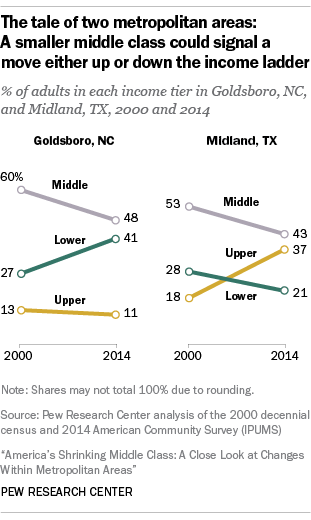 The tale of two metropolitan areas:
A smaller middle class could signal a
move either up or down the income ladder
% of adults in each income tier in Goldsboro, NC,
and Midland, TX, 2000 and 2014
Goldsboro, NC
60%
Middle
48
Lower
41
27
13
Upper
11
2000
2014
Midland, TX
53
Middle
43
Upper
37
28
18
Lower
21
2000
2014
Note: Shares may not total 100% due to rounding.
Source: Pew Research Center analysis of the 2000 decennial
census and 2014 American Community Survey (IPUMS)
“America’s Shrinking Middle Class: A Close Look at Changes
Within Metropolitan Areas”
PEW RESEARCH CENTER